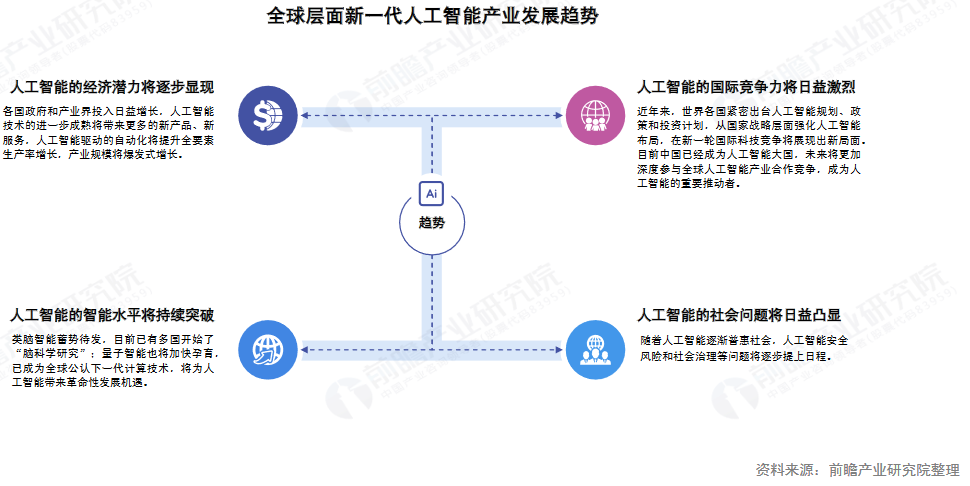 全球层面新一代人工智能产业发展趋势
人工智能的经济潜力将逐步显现
各国政府和产业界投入日益增长，人工智能
技术的进一步成熟将带来更多的新产品、新
服务，人工智能驱动的自动化将提升全要素
生产率增长，产业规模将爆发式增长。
人工智能的国际竞争力将日益激烈
近年来，世界各国紧密出台人工智能规划、政
策和投资计划，从国家战略层面强化人工智能
布局，在新一轮国际科技竞争将展现出新局面。
目前中国已经成为人工智能大国，未来将更加
深度参与全球人工智能产业合作竞争，成为人
工智能的重要推动者。
Ai
趋势
人工智能的智能水平将持续突破
类脑智能蓄势待发，目前已有多国开始了
“脑科学研究”；量子智能也将加快孕育，
已成为全球公认下一代计算技术，将为人
工智能带来革命性发展机遇。
人工智能的社会问题将日益凸显
随着人工智能逐渐普惠社会，人工智能安全
风险和社会治理等问题将逐步提上日程。
资料来源：前瞻产业研究院整理